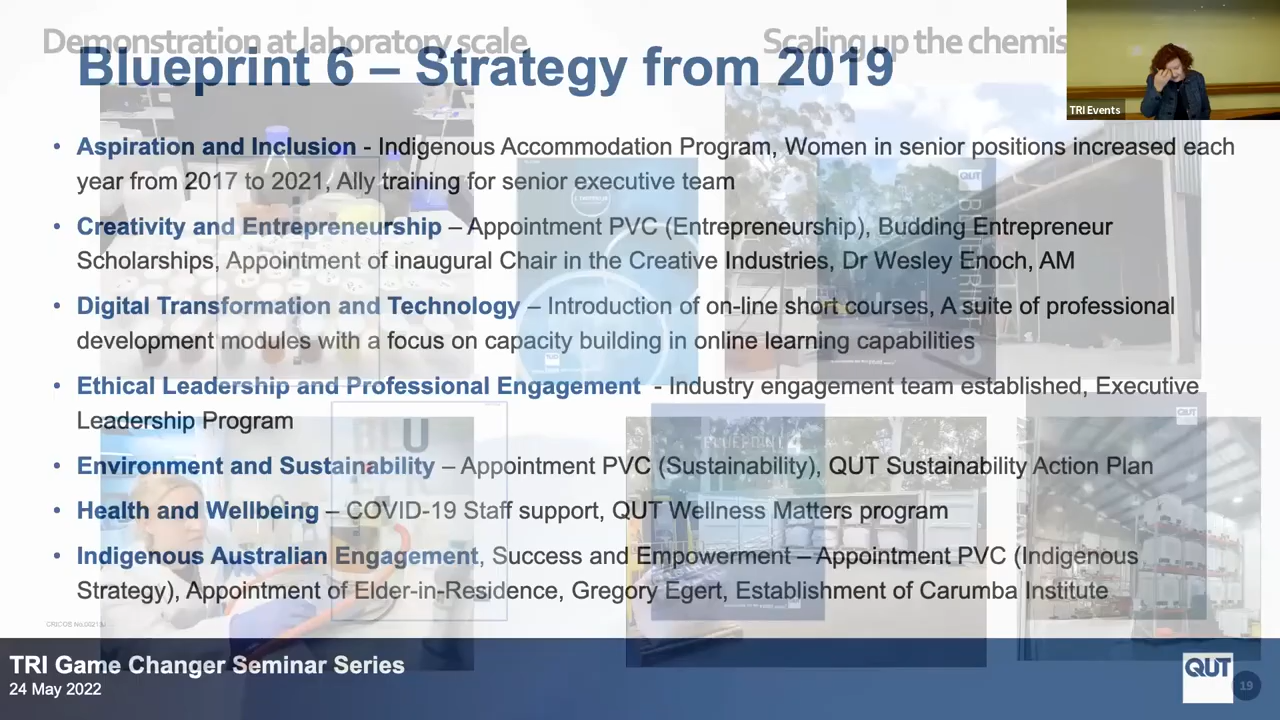 Demonstration at laboratory scale
Scaling up the chemis
Blueprint 6 – Strategy from 2019
TRI Events
• Aspiration and Inclusion - Indigenous Accommodation Program, Women in senior positions increased each
year from 2017 to 2021, Ally training for senior executive team
• Creativity and Entrepreneurship – Appointment PVC (Entrepreneurship), Budding Entrepreneur
Scholarships, Appointment of inaugural Chair in the Creative Industries, Dr Wesley Enoch, AM
• Digital Transformation and Technology – Introduction of on-line short courses, A suite of professional
development modules with a focus on capacity building in online learning capabilities
• Ethical Leadership and Professional Engagement - Industry engagement team established, Executive
Leadership Program
• Environment and Sustainability – Appointment PVC (Sustainability), QUT Sustainability Action Plan
• Health and Wellbeing – COVID-19 Staff support, QUT Wellness Matters program
• Indigenous Australian Engagement, Success and Empowerment – Appointment PVC (Indigenous
Strategy), Appointment of Elder-in-Residence, Gregory Egert, Establishment of Carumba Institute
QUT
BLUEPRINT
QUT
TRI Game Changer Seminar Series
24 May 2022
QUT
19